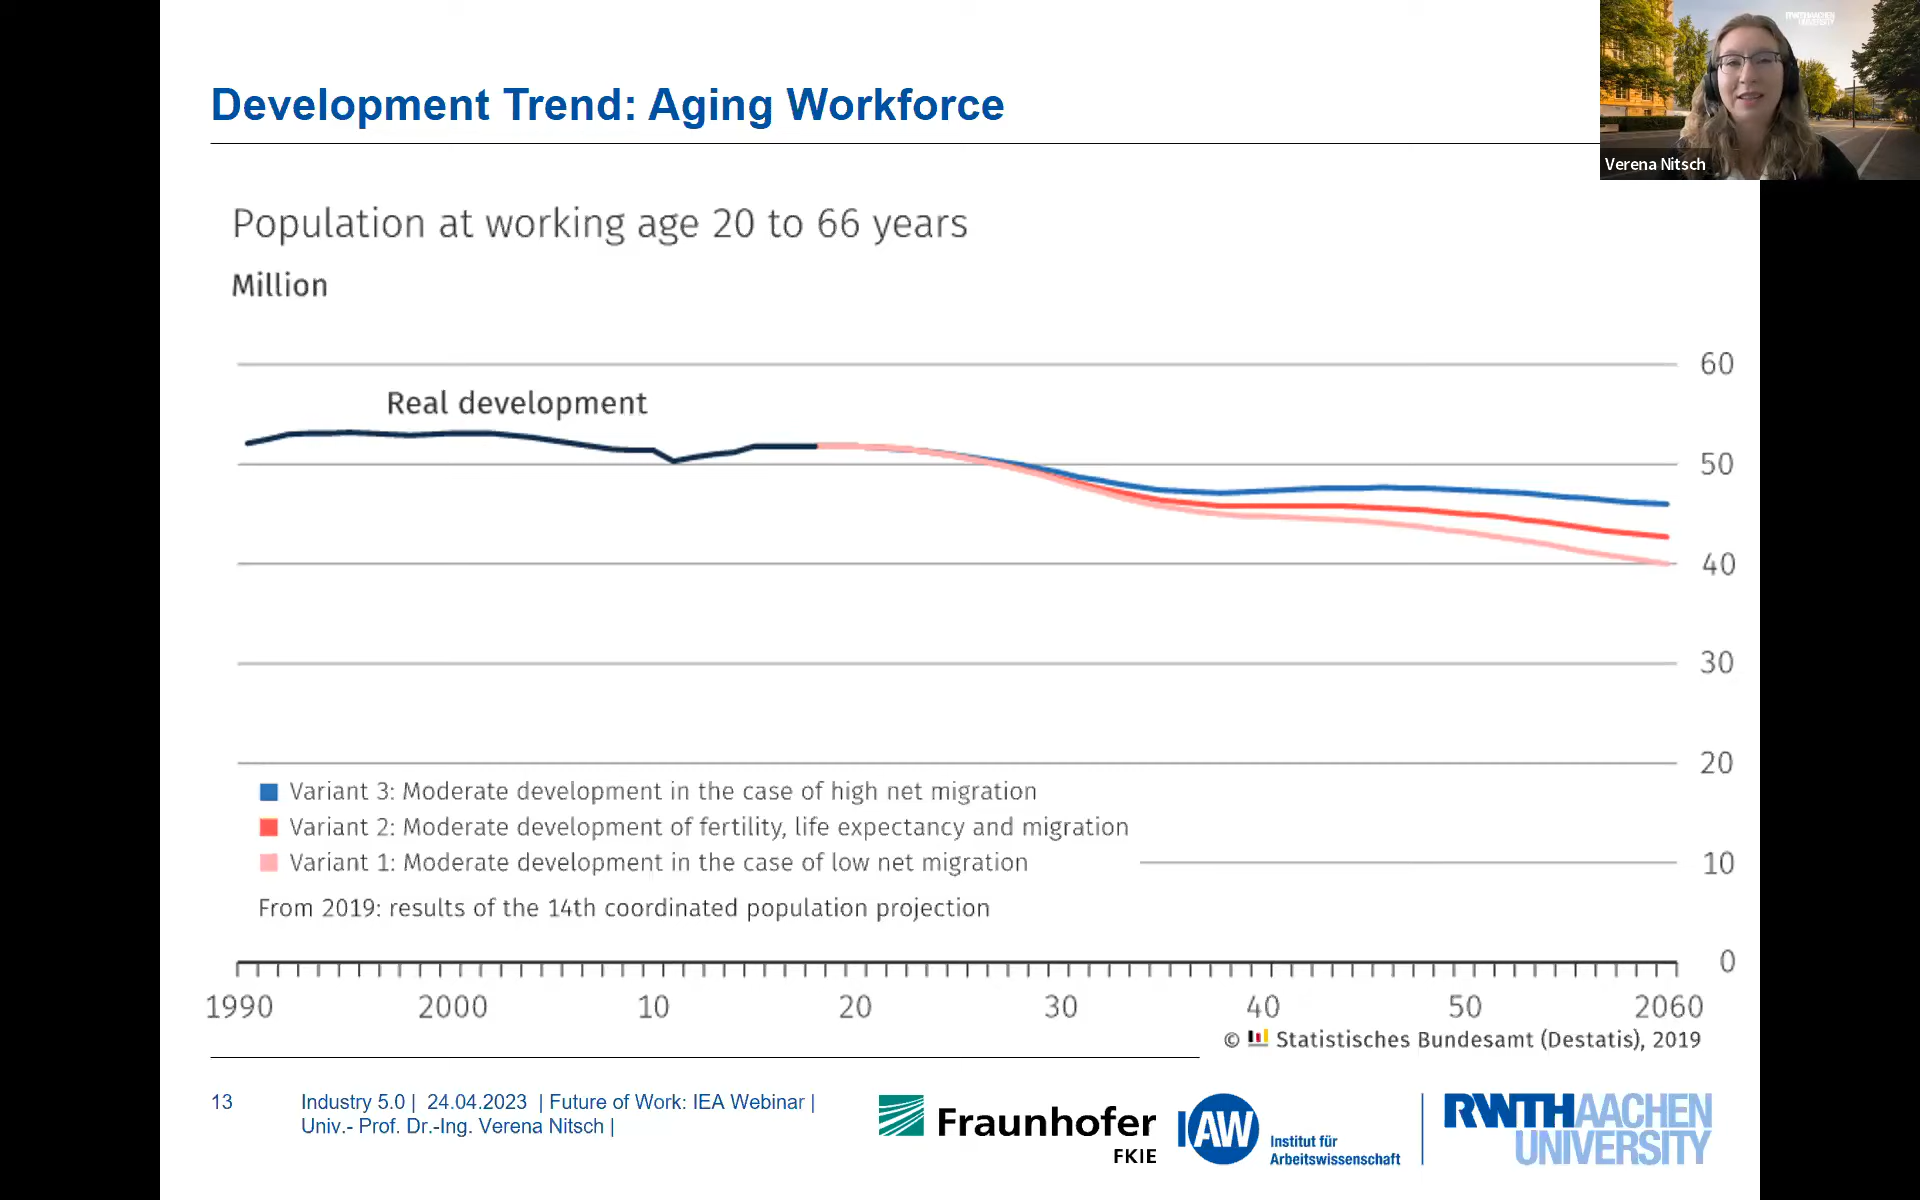 Development Trend: Aging Workforce
RWTHAACHEN
UNIVERSITY
Verena Nitsch
Population at working age 20 to 66 years
Million
60
Real development
50
40
30
20
Variant 3: Moderate development in the case of high net migration
Variant 2: Moderate development of fertility, life expectancy and migration
Variant 1: Moderate development in the case of low net migration
10
From 2019: results of the 14th coordinated population projection
0
1990 2000 10 20 30 40 50 2060
© Statistisches Bundesamt (Destatis), 2019
13 Industry 5.0 | 24.04.2023 | Future of Work: IEA Webinar |
Univ.- Prof. Dr.-Ing. Verena Nitsch |
Fraunhofer
FKIE
IAW
Institut für
Arbeitswissenschaft
RWTHAACHEN
UNIVERSITY